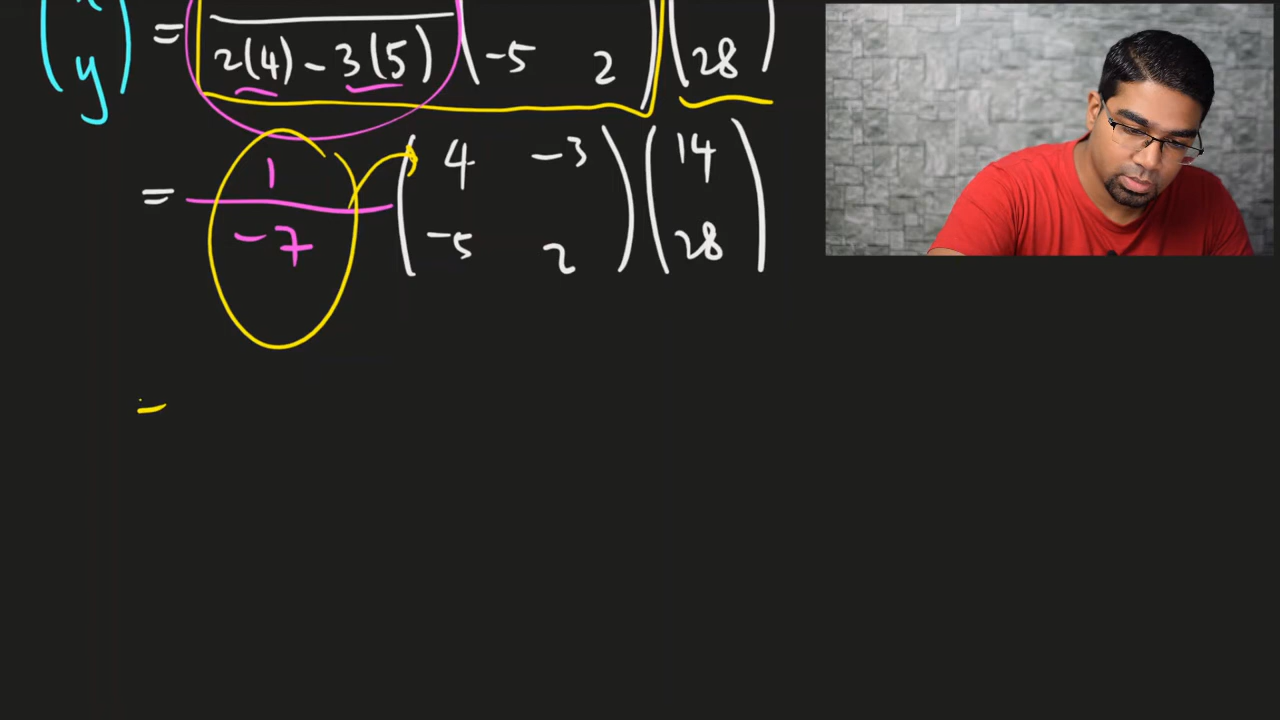 y = 2(4) - 3(5) -5 2 28
= 1 4 -3 14
-7 -5 2 28
=